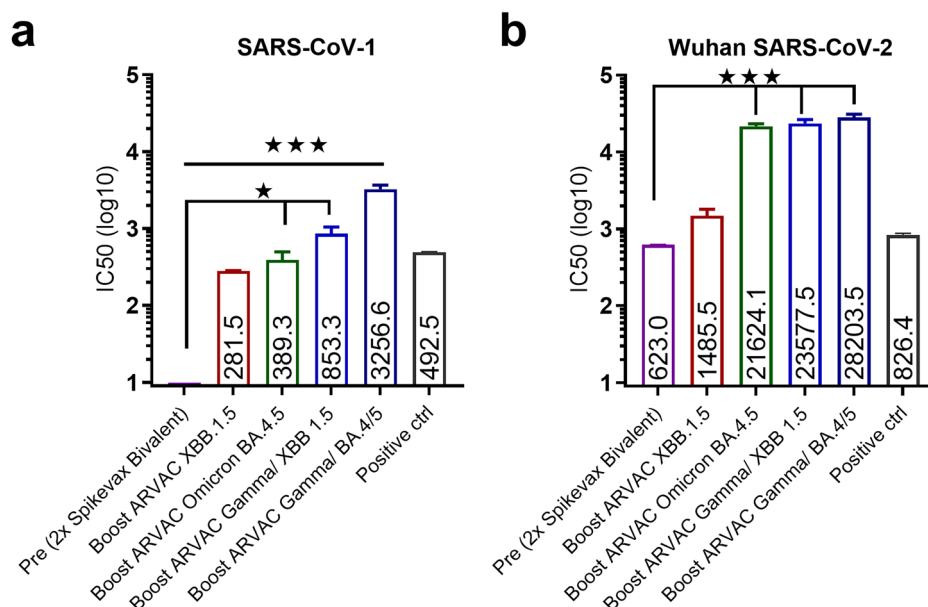 a
SARS-CoV-1
IC50 (log10)
5
4
3
2
1
★★★
★
281.5
389.3
853.3
3256.6
492.5
Pre (2x Spikevax Bivalent)
Boost ARVAC XBB.1.5
Boost ARVAC Omicron BA.4.5
Boost ARVAC Gamma/ XBB 1.5
Boost ARVAC Gamma/ BA.4/5
Positive ctrl
b
Wuhan SARS-CoV-2
IC50 (log10)
5
4
3
2
1
★★★
623.0
1485.5
21624.1
23577.5
28203.5
826.4
Pre (2x Spikevax Bivalent)
Boost ARVAC XBB.1.5
Boost ARVAC Omicron BA.4.5
Boost ARVAC Gamma/ XBB 1.5
Boost ARVAC Gamma/ BA.4/5
Positive ctrl